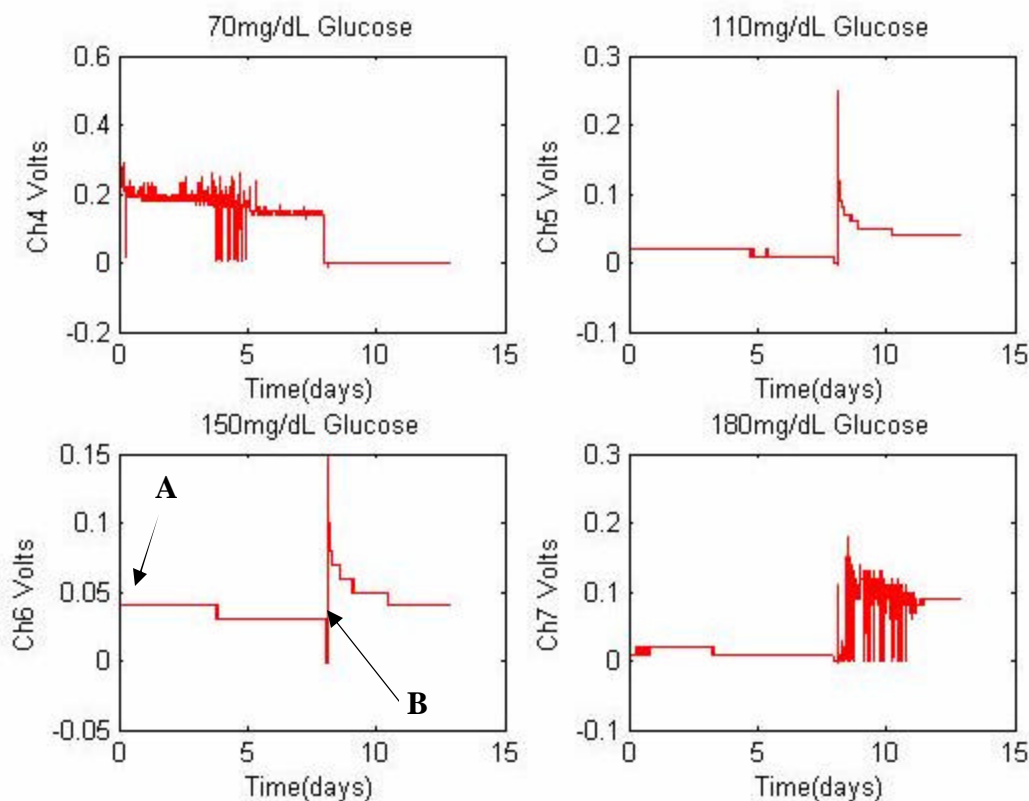 70mg/dL Glucose
0.6
0.4
0.2
0
-0.2
Ch4 Volts
0
5
10
15
Time(days)
110mg/dL Glucose
0.3
0.2
0.1
0
-0.1
Ch5 Volts
0
5
10
15
Time(days)
150mg/dL Glucose
0.15
0.1
0.05
0
-0.05
Ch6 Volts
A
B
0
5
10
15
Time(days)
180mg/dL Glucose
0.3
0.2
0.1
0
-0.1
Ch7 Volts
0
5
10
15
Time(days)